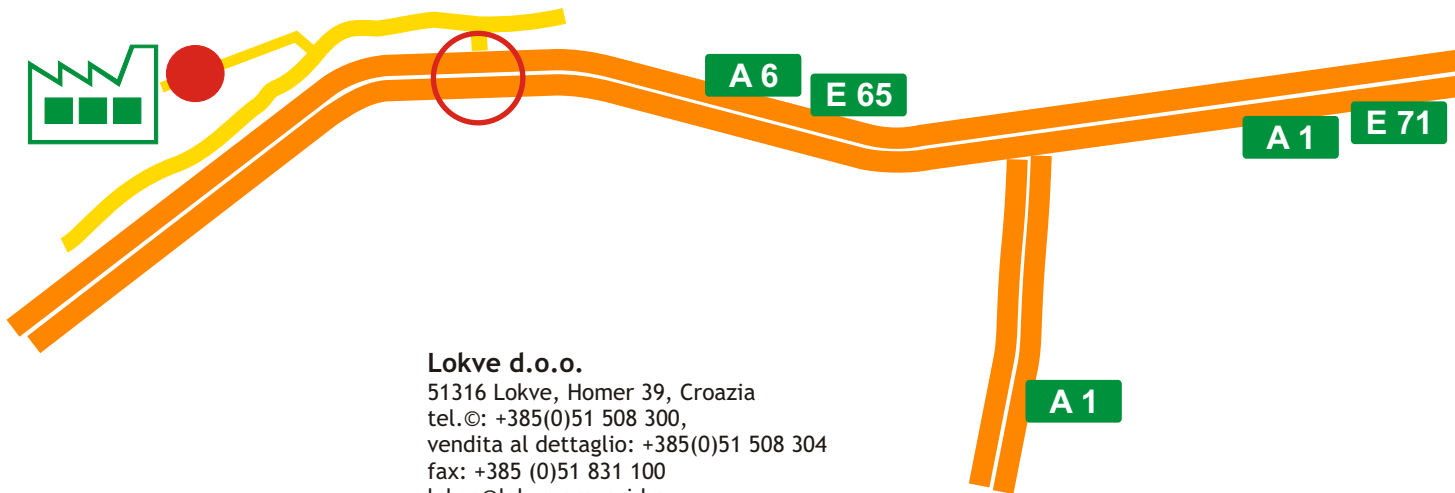 A 6
E 65
A 1
E 71
A 1
Lokve d.o.o.
51316 Lokve, Homer 39, Croazia
tel.©: +385(0)51 508 300,
vendita al dettaglio: +385(0)51 508 304
fax: +385 (0)51 831 100